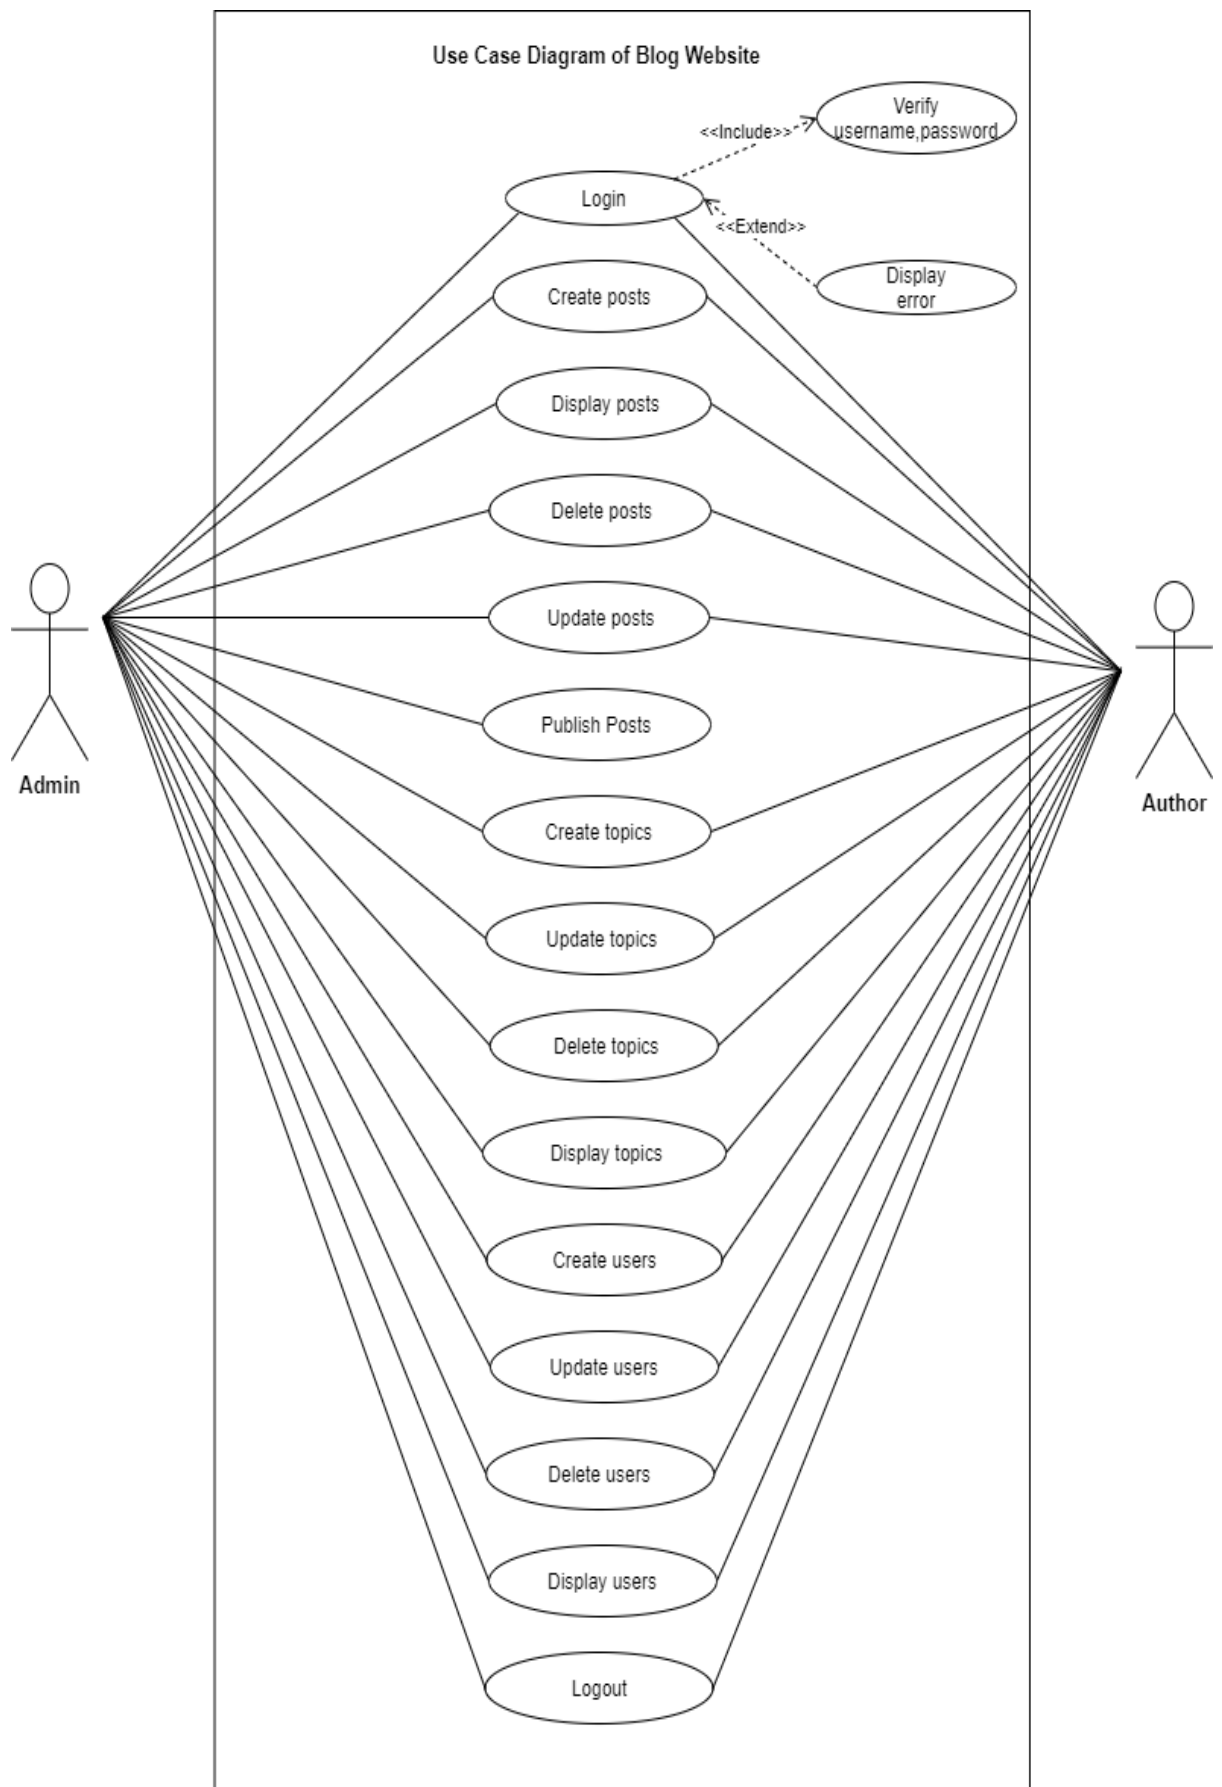 Use Case Diagram of Blog Website
Verify
username,password
<<Include>>
Login
<<Extend>>
Display
error
Create posts
Display posts
Delete posts
Update posts
Publish Posts
Admin
Author
Create topics
Update topics
Delete topics
Display topics
Create users
Update users
Delete users
Display users
Logout